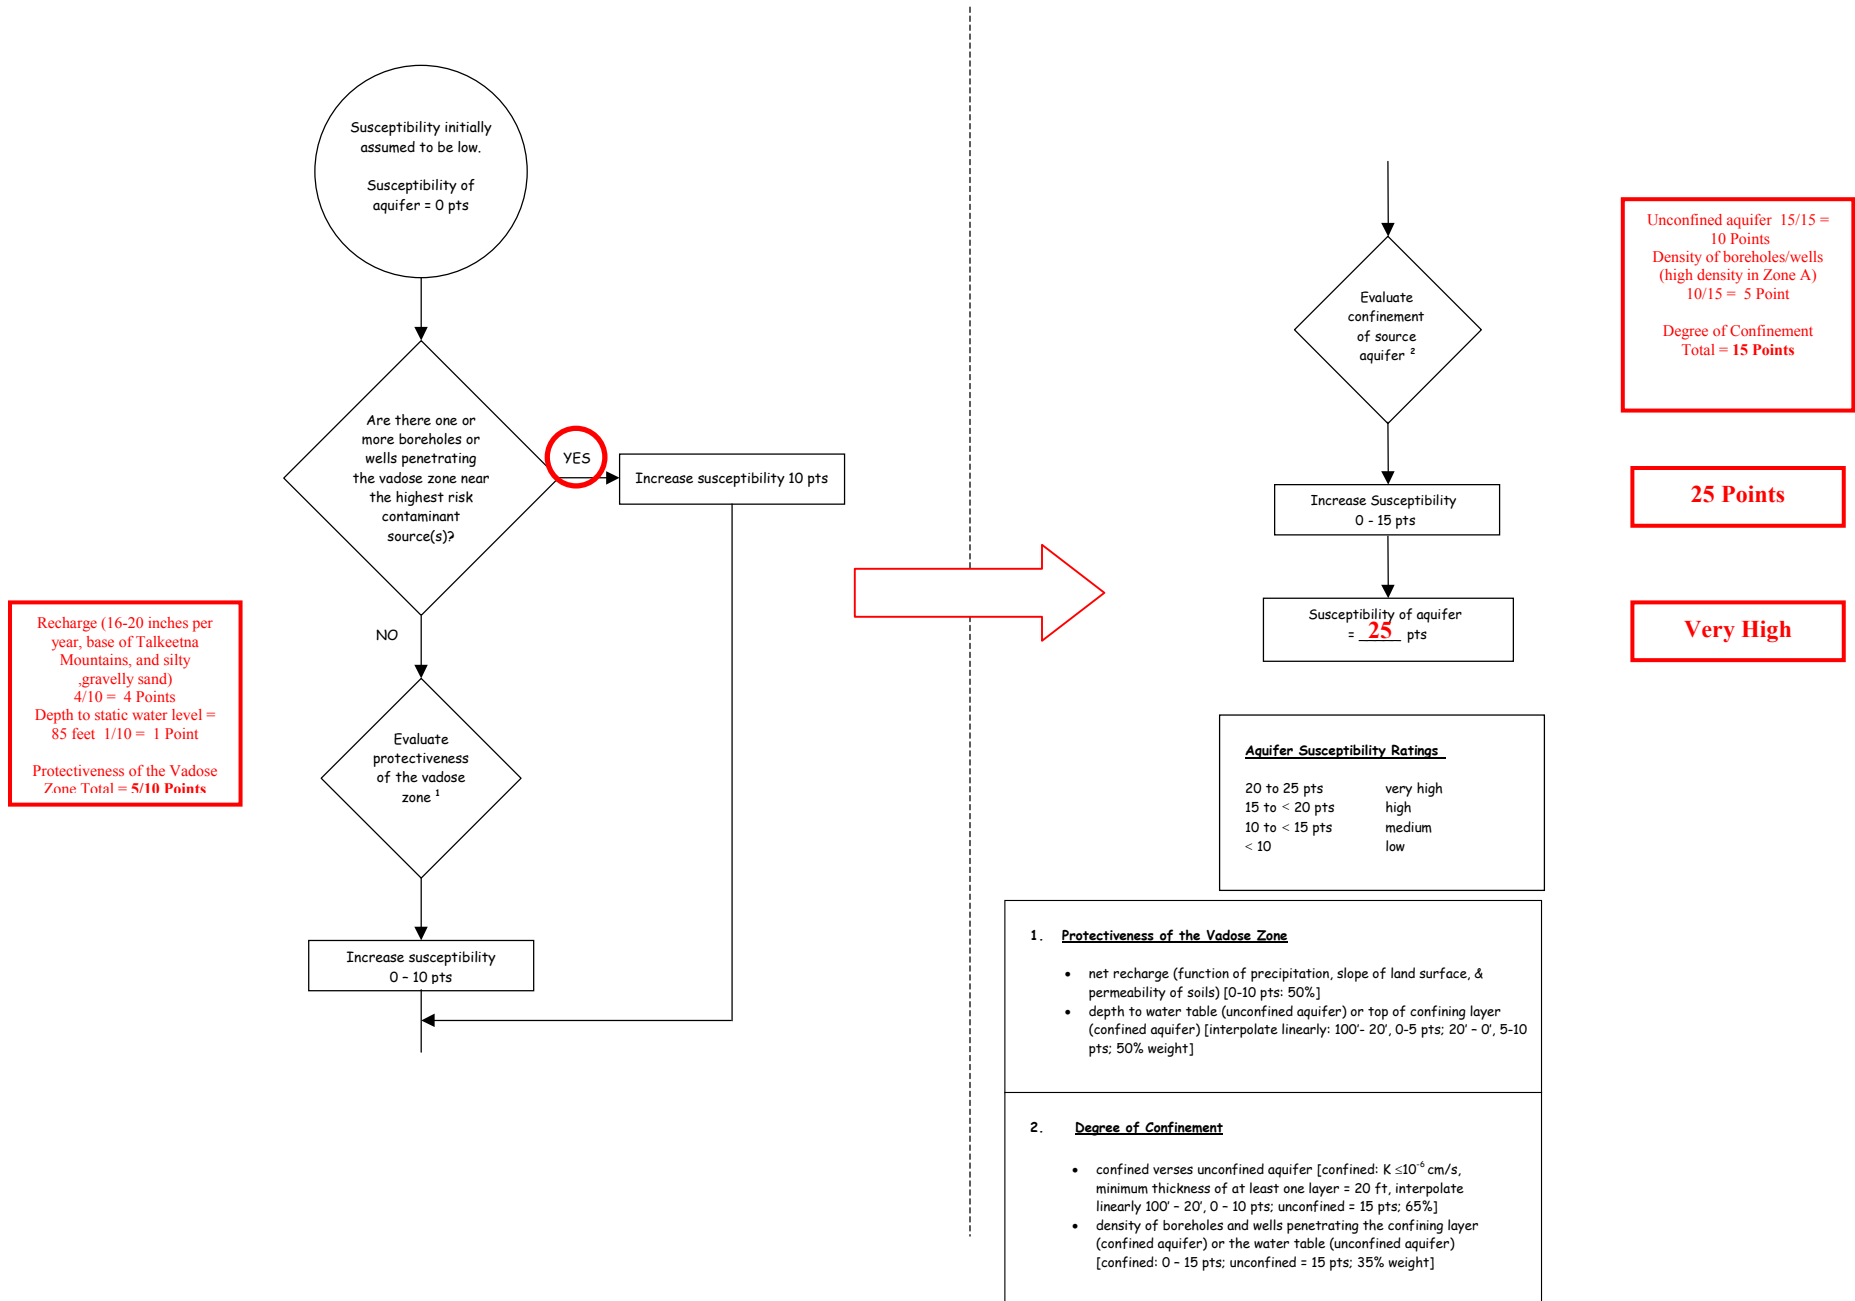 Susceptibility initially
assumed to be low.
Susceptibility of
aquifer = 0 pts
Are there one or
more boreholes or
wells penetrating
the vadose zone near
the highest risk
contaminant
source(s)?
YES
Increase susceptibility 10 pts
NO
Recharge (16-20 inches per
year, base of Talkeetna
Mountains, and silty
,gravelly sand)
4/10 = 4 Points
Depth to static water level =
85 feet 1/10 = 1 Point
Protectiveness of the Vadose
Zone Total = 5/10 Points
Evaluate
protectiveness
of the vadose
zone ¹
Increase susceptibility
0 – 10 pts
Evaluate
confinement
of source
aquifer ²
Unconfined aquifer 15/15 =
10 Points
Density of boreholes/wells
(high density in Zone A)
10/15 = 5 Point
Degree of Confinement
Total = 15 Points
Increase Susceptibility
0 - 15 pts
25 Points
Susceptibility of aquifer
= 25 pts
Very High
Aquifer Susceptibility Ratings
20 to 25 pts very high
15 to < 20 pts high
10 to < 15 pts medium
< 10 low
1. Protectiveness of the Vadose Zone
• net recharge (function of precipitation, slope of land surface, &
permeability of soils) [0-10 pts: 50%]
• depth to water table (unconfined aquifer) or top of confining layer
(confined aquifer) [interpolate linearly: 100'- 20', 0-5 pts; 20' – 0', 5-10
pts; 50% weight]
2. Degree of Confinement
• confined verses unconfined aquifer [confined: K ≤10⁻⁶ cm/s,
minimum thickness of at least one layer = 20 ft, interpolate
linearly 100' – 20', 0 – 10 pts; unconfined = 15 pts; 65%]
• density of boreholes and wells penetrating the confining layer
(confined aquifer) or the water table (unconfined aquifer)
[confined: 0 – 15 pts; unconfined = 15 pts; 35% weight]